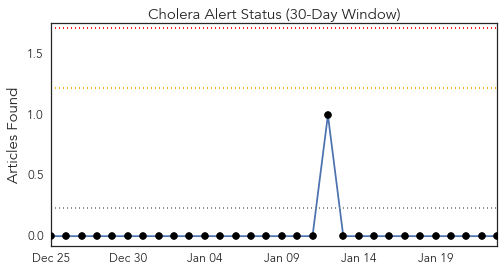 Cholera Alert Status (30-Day Window)
Articles Found
1.5
1.0
0.5
0.0
Dec 25 Dec 30 Jan 04 Jan 09 Jan 14 Jan 19